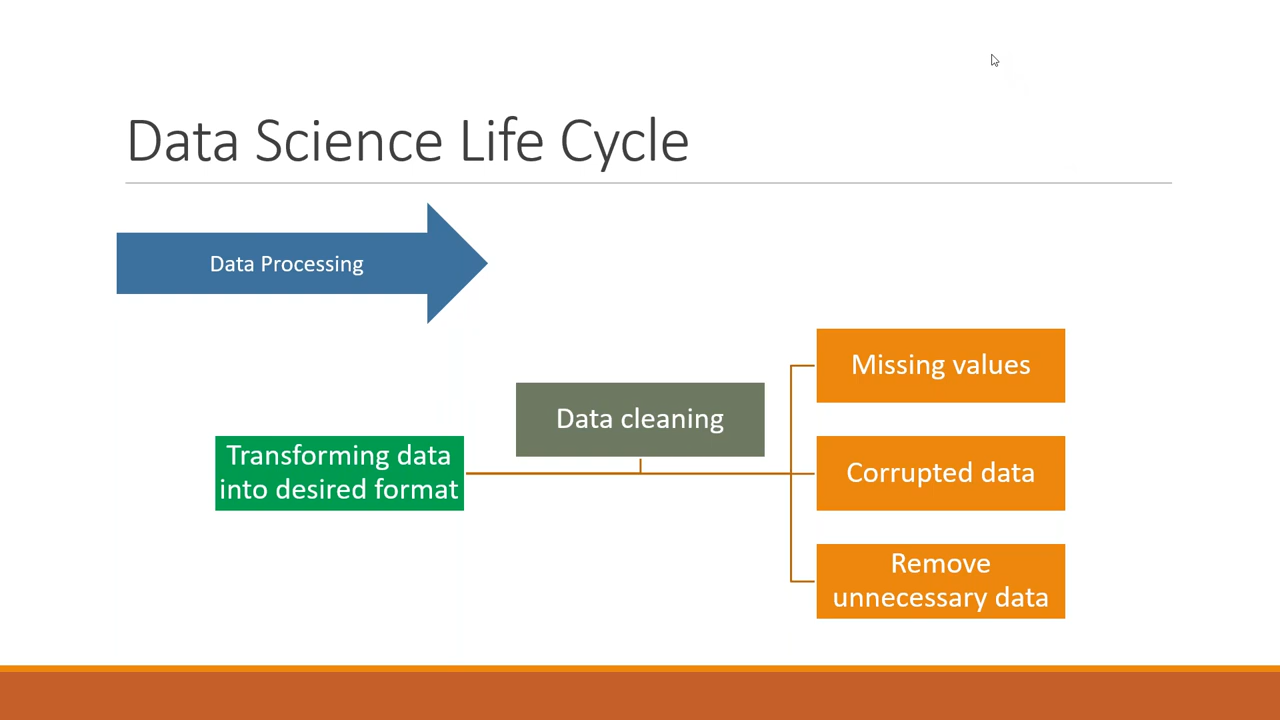 Data Science Life Cycle
Data Processing
Transforming data
into desired format
Data cleaning
Missing values
Corrupted data
Remove
unnecessary data